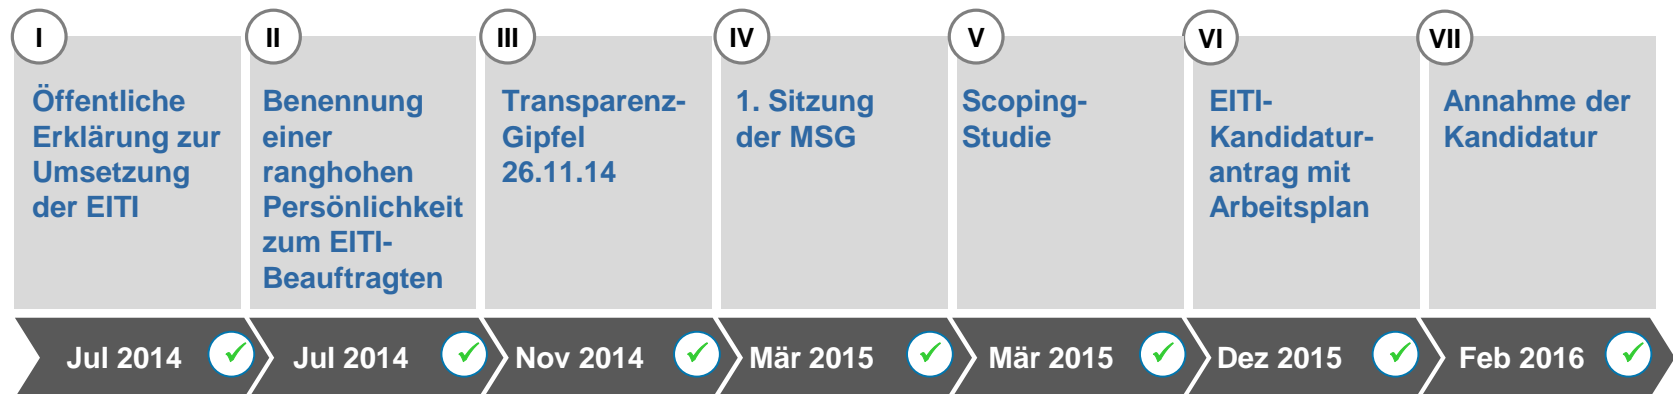 I
Öffentliche
Erklärung zur
Umsetzung
der EITI
Jul 2014
II
Benennung
einer
ranghohen
Persönlichkeit
zum EITI-
Beauftragten
Jul 2014
III
Transparenz-
Gipfel
26.11.14
Nov 2014
IV
1. Sitzung
der MSG
Mär 2015
V
Scoping-
Studie
Mär 2015
VI
EITI-
Kandidatur-
antrag mit
Arbeitsplan
Dez 2015
VII
Annahme der
Kandidatur
Feb 2016